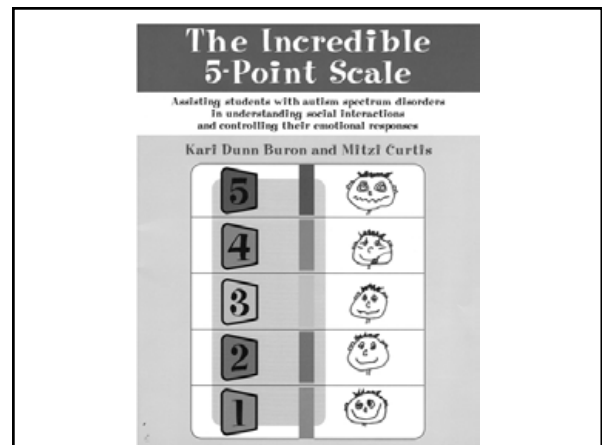 The Incredible
5-Point Scale
Assisting students with autism spectrum disorders
in understanding social interactions
and controlling their emotional responses
Kari Dunn Buron and Mitzi Curtis
5
4
3
2
1